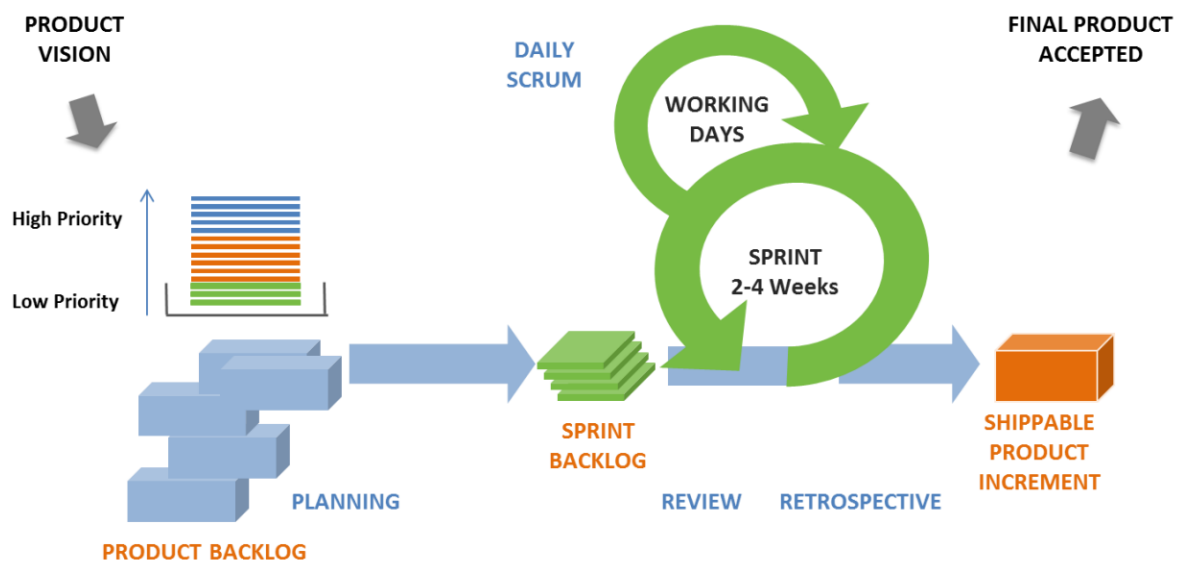 PRODUCT
VISION
FINAL PRODUCT
ACCEPTED
DAILY
SCRUM
WORKING
DAYS
High Priority
Low Priority
SPRINT
2-4 Weeks
SPRINT
BACKLOG
SHIPPABLE
PRODUCT
INCREMENT
PLANNING
REVIEW
RETROSPECTIVE
PRODUCT BACKLOG